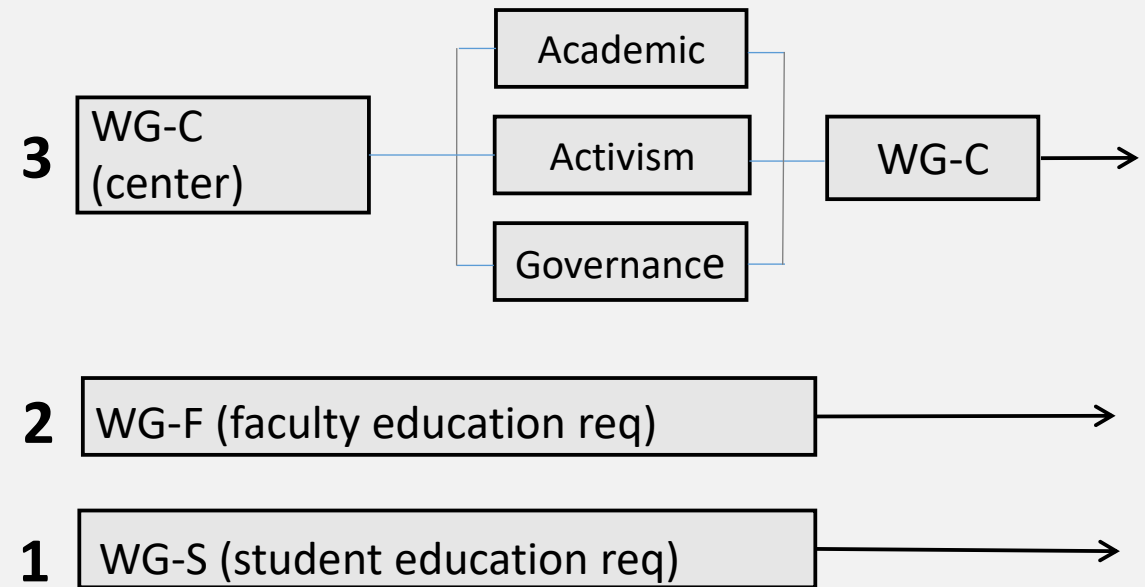 Academic
3
WG-C
(center)
Activism
WG-C
Governance
2
WG-F (faculty education req)
1
WG-S (student education req)